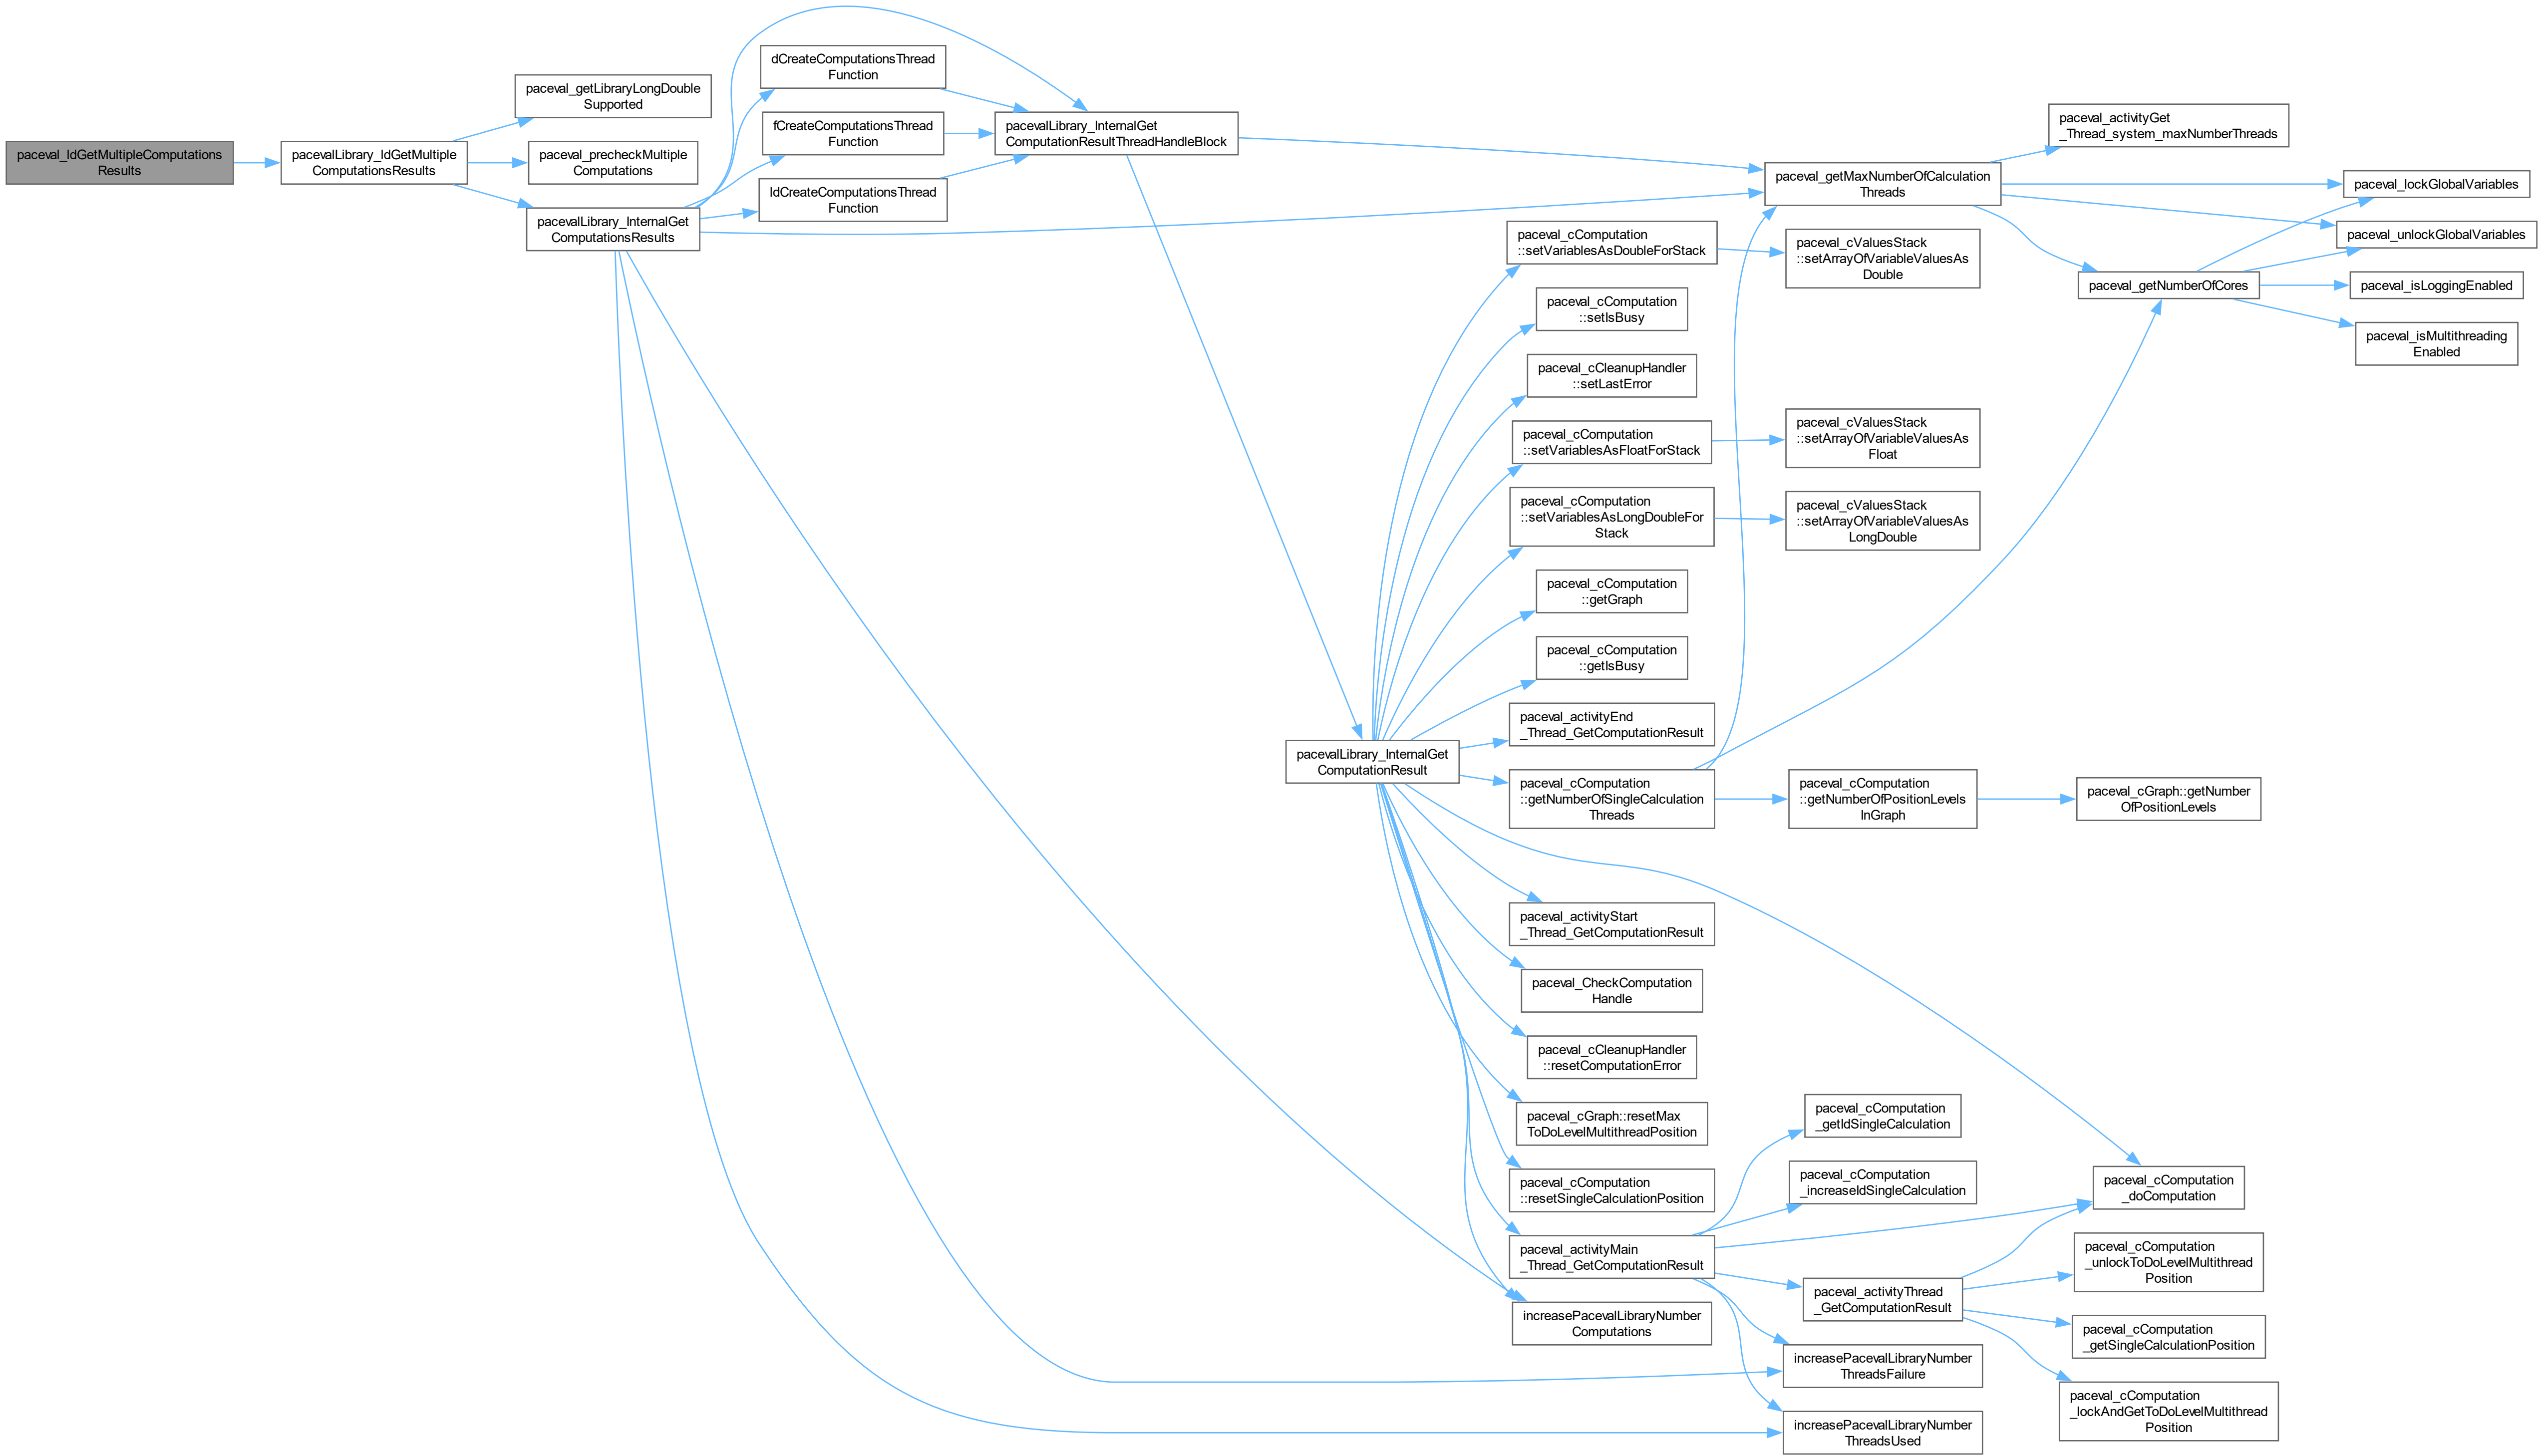 paceval_ldGetMultipleComputations
Results
pacevalLibrary_ldGetMultiple
ComputationsResults
paceval_getLibraryLongDouble
Supported
paceval_precheckMultiple
Computations
pacevalLibrary_InternalGet
ComputationsResults
dCreateComputationsThread
Function
fCreateComputationsThread
Function
ldCreateComputationsThread
Function
pacevalLibrary_InternalGet
ComputationResultThreadHandleBlock
pacevalLibrary_InternalGet
ComputationResult
paceval_cComputation
::setVariablesAsDoubleForStack
paceval_cComputation
::setIsBusy
paceval_cCleanupHandler
::setLastError
paceval_cComputation
::setVariablesAsFloatForStack
paceval_cComputation
::setVariablesAsLongDoubleFor
Stack
paceval_cComputation
::getGraph
paceval_cComputation
::getIsBusy
paceval_activityEnd
_Thread_GetComputationResult
paceval_cComputation
::getNumberOfSingleCalculation
Threads
paceval_activityStart
_Thread_GetComputationResult
paceval_CheckComputation
Handle
paceval_cCleanupHandler
::resetComputationError
paceval_cGraph::resetMax
ToDoLevelMultithreadPosition
paceval_cComputation
::resetSingleCalculationPosition
paceval_activityMain
_Thread_GetComputationResult
increasePacevalLibraryNumber
Computations
paceval_getMaxNumberOfCalculation
Threads
paceval_cValuesStack
::setArrayOfVariableValuesAs
Double
paceval_cValuesStack
::setArrayOfVariableValuesAs
Float
paceval_cValuesStack
::setArrayOfVariableValuesAs
LongDouble
paceval_cComputation
::getNumberOfPositionLevels
InGraph
paceval_cComputation
_getIdSingleCalculation
paceval_cComputation
_increaseIdSingleCalculation
paceval_activityThread
_GetComputationResult
increasePacevalLibraryNumber
ThreadsFailure
increasePacevalLibraryNumber
ThreadsUsed
paceval_activityGet
_Thread_system_maxNumberThreads
paceval_getNumberOfCores
paceval_cGraph::getNumber
OfPositionLevels
paceval_cComputation
_doComputation
paceval_cComputation
_unlockToDoLevelMultithread
Position
paceval_cComputation
_getSingleCalculationPosition
paceval_cComputation
_lockAndGetToDoLevelMultithread
Position
paceval_lockGlobalVariables
paceval_unlockGlobalVariables
paceval_isLoggingEnabled
paceval_isMultithreading
Enabled